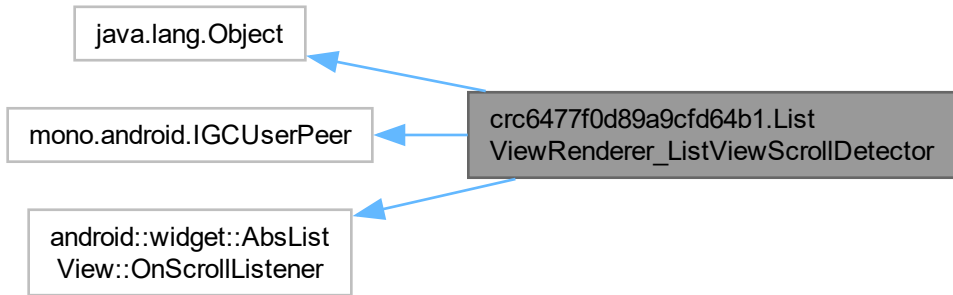 java.lang.Object
mono.android.IGCUserPeer
android::widget::AbsList
View::OnScrollListener
crc6477f0d89a9cfd64b1.List
ViewRenderer_ListViewScrollDetector